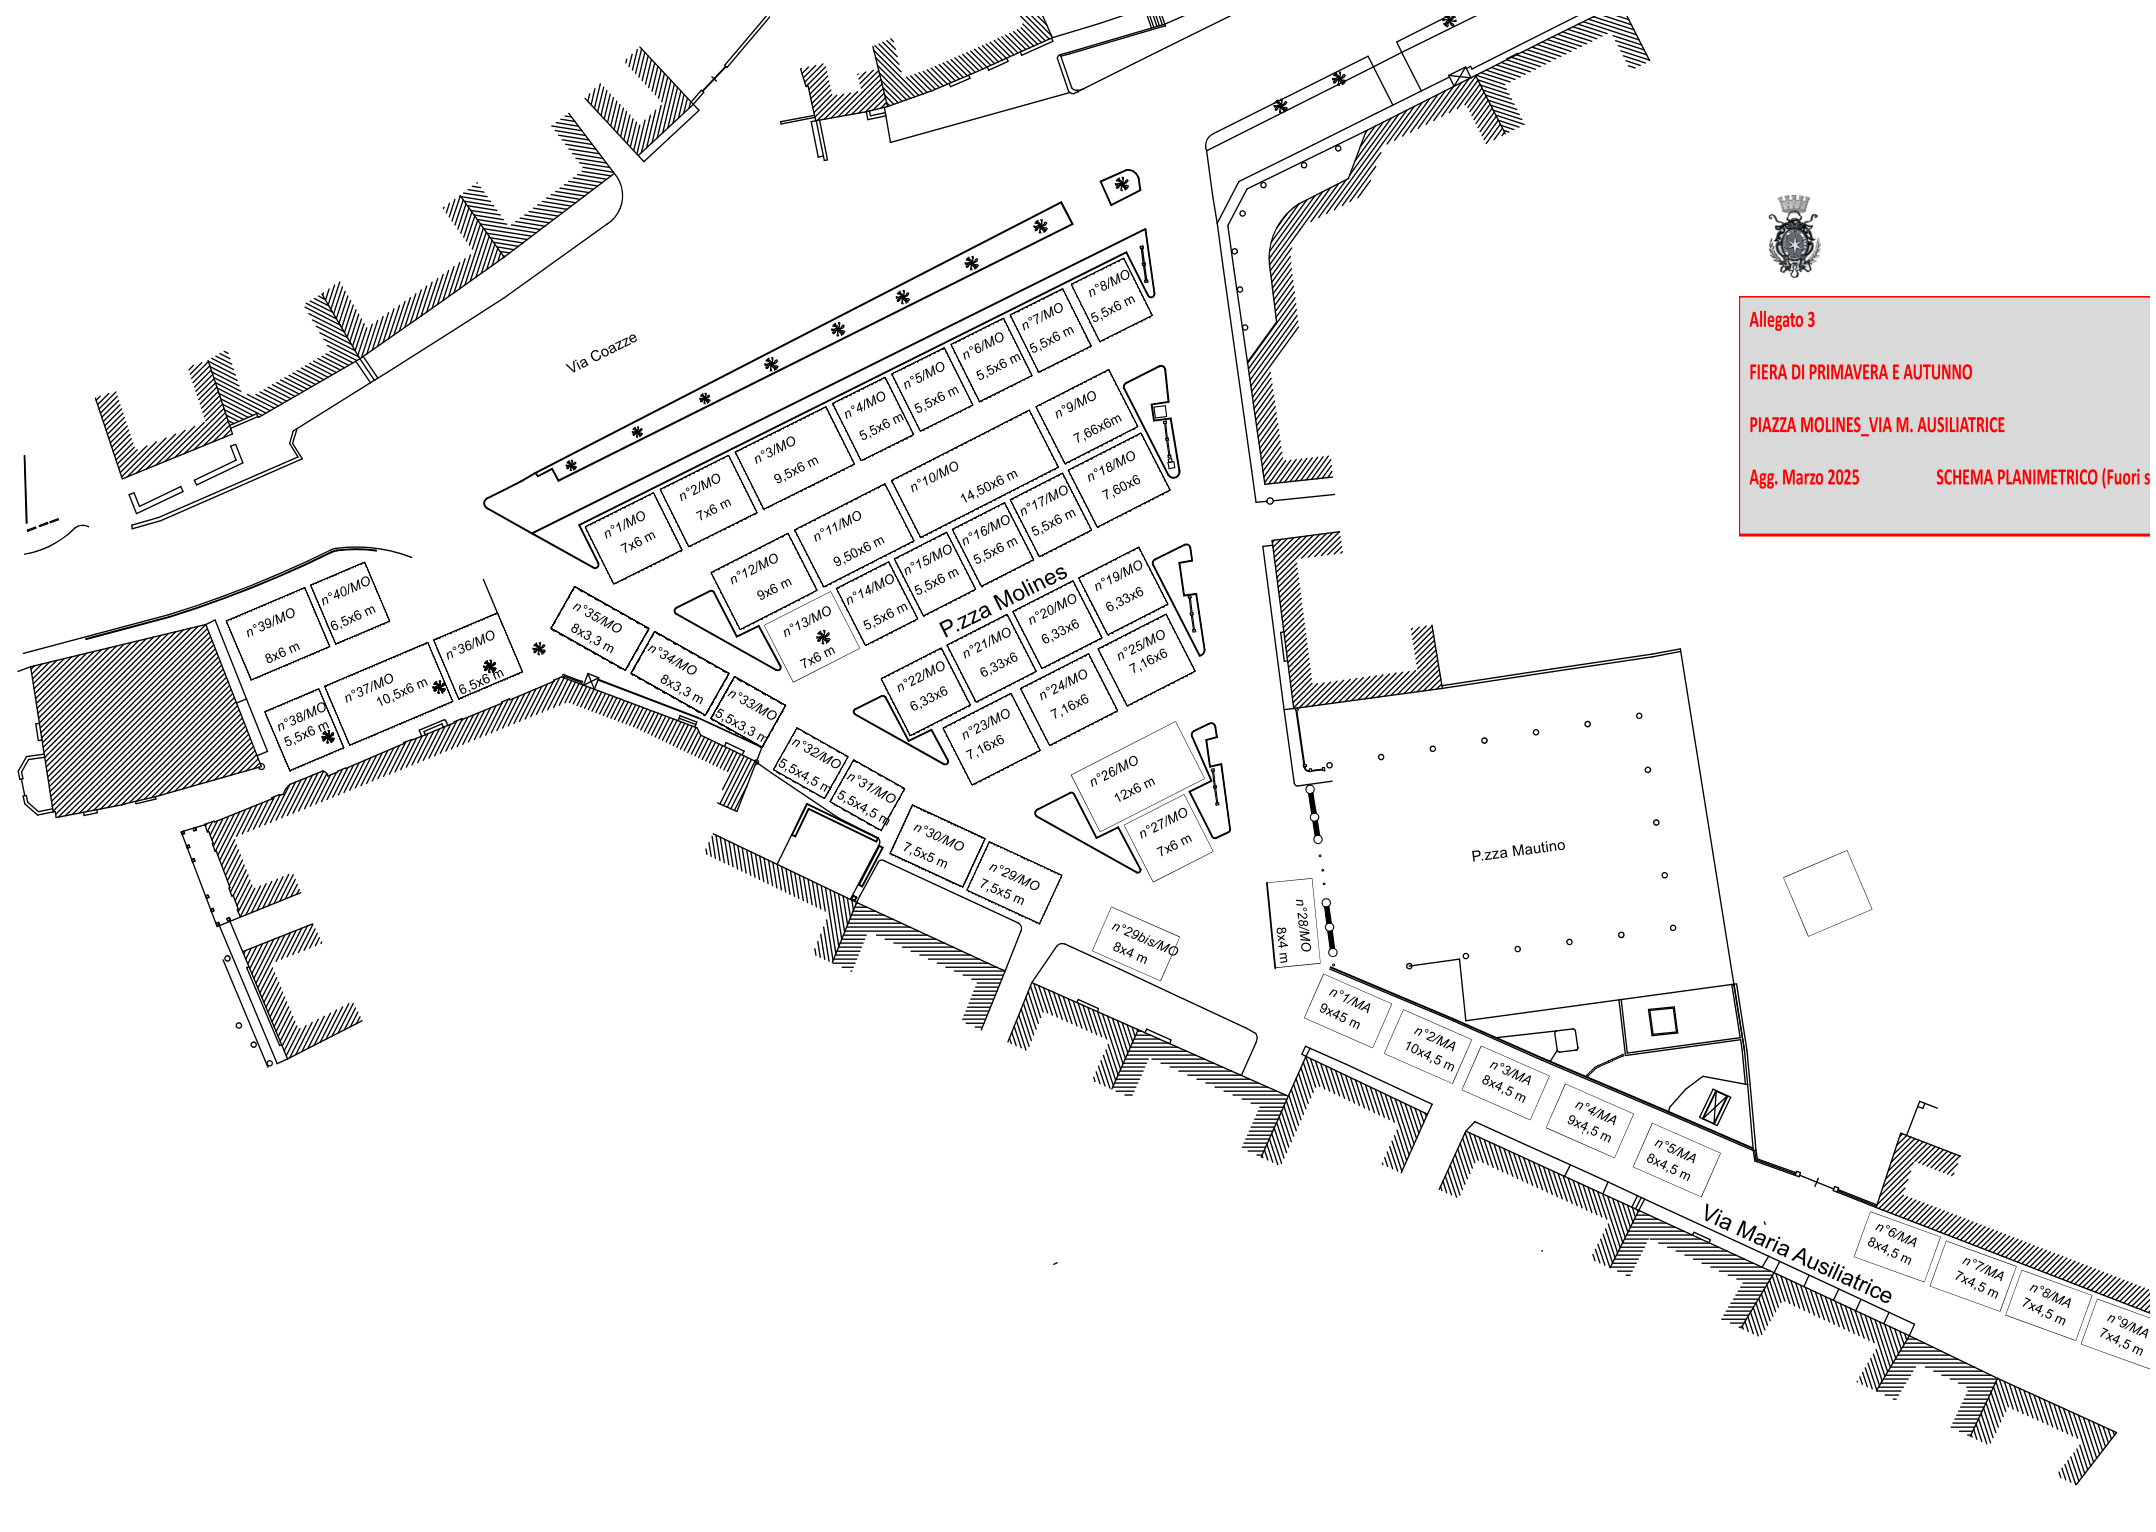 Allegato 3
FIERA DI PRIMAVERA E AUTUNNO
PIAZZA MOLINES_VIA M. AUSILIATRICE
Agg. Marzo 2025 SCHEMA PLANIMETRICO (Fuori s
Via Coazze
n°1/MO
7x6 m
n°2/MO
7x6 m
n°3/MO
9,5x6 m
n°4/MO
5,5x6 m
n°5/MO
5,5x6 m
n°6/MO
5,5x6 m
n°7/MO
5,5x6 m
n°8/MO
5,5x6 m
n°9/MO
7,66x6m
n°10/MO
14,50x6 m
n°11/MO
9,50x6 m
n°12/MO
9x6 m
n°13/MO
7x6 m
n°14/MO
5,5x6 m
n°15/MO
5,5x6 m
n°16/MO
5,5x6 m
n°17/MO
5,5x6 m
n°18/MO
7,60x6
P.zza Molines
n°19/MO
6,33x6
n°20/MO
6,33x6
n°21/MO
6,33x6
n°22/MO
6,33x6
n°23/MO
7,16x6
n°24/MO
7,16x6
n°25/MO
7,16x6
n°26/MO
12x6 m
n°27/MO
7x6 m
n°28/MO
8x4 m
n°29bis/MO
8x4 m
n°29/MO
7,5x5 m
n°30/MO
7,5x5 m
n°31/MO
5,5x4,5 m
n°32/MO
5,5x4,5 m
n°33/MO
5,5x3,3 m
n°34/MO
8x3,3 m
n°35/MO
8x3,3 m
n°36/MO
6,5x6 m
n°37/MO
10,5x6 m
n°38/MO
5,5x6 m
n°39/MO
8x6 m
n°40/MO
6,5x6 m
P.zza Mautino
n°1/MA
9x45 m
n°2/MA
10x4,5 m
n°3/MA
8x4,5 m
n°4/MA
9x4,5 m
n°5/MA
8x4,5 m
Via Maria Ausiliatrice
n°6/MA
8x4,5 m
n°7/MA
7x4,5 m
n°8/MA
7x4,5 m
n°9/MA
7x4,5 m